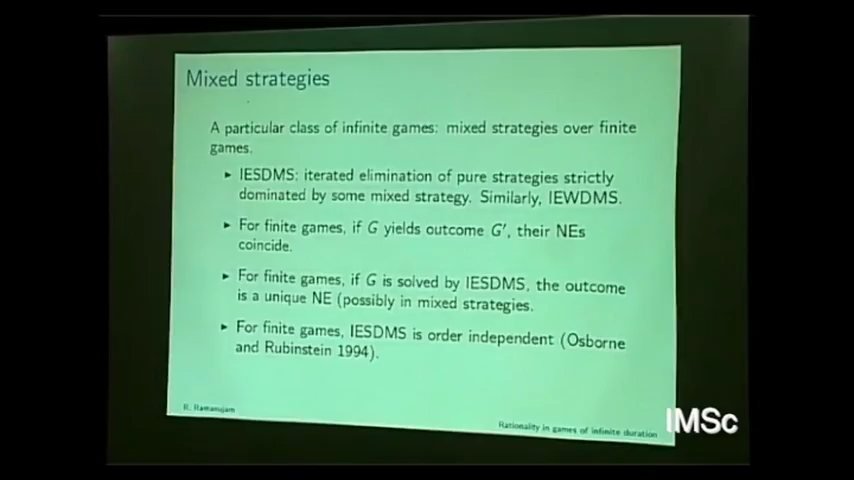 Mixed strategies
A particular class of infinite games: mixed strategies over finite
games.
▸ IESDMS: iterated elimination of pure strategies strictly
dominated by some mixed strategy. Similarly, IEWDMS.
▸ For finite games, if G yields outcome G′, their NEs
coincide.
▸ For finite games, if G is solved by IESDMS, the outcome
is a unique NE (possibly in mixed strategies.
▸ For finite games, IESDMS is order independent (Osborne
and Rubinstein 1994).
R. Ramanujam
Rationality in games of infinite duration
IMSc